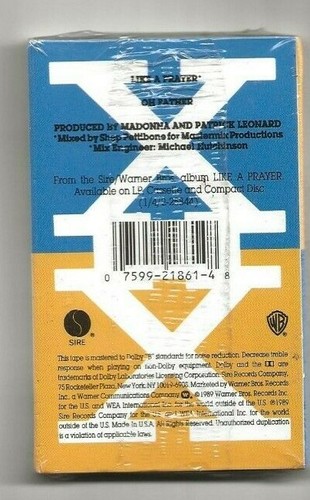 LIKE A PRAYER*
OH FATHER
PRODUCED BY MADONNA AND PATRICK LEONARD
*Mixed by Shep Pettibone for Mastermix Productions
*Mix Engineer: Michael Hutchinson
From the Sire/Warner Bros. album LIKE A PRAYER.
Available on LP, Cassette and Compact Disc
(1/4/2-25844)
0 7599-21861-4 8
SIRE
WB
This tape is mastered to Dolby "B" standards for noise reduction. Decrease treble
response when playing on non-Dolby equipment. Dolby and the are
trademarks of Dolby Laboratories Licensing Corporation. Sire Records Company,
75 Rockefeller Plaza, New York, NY 10019-6908. Marketed by Warner Bros. Records
Inc., a Warner Communications Company ©1989 Warner Bros. Records Inc.
for the U.S. and WEA International Inc. for the world outside of the U.S. ℗1989
Sire Records Company for the U.S. and WEA International Inc. for the world
outside of the U.S. Made in U.S.A. Unauthorized duplication
is a violation of applicable laws.